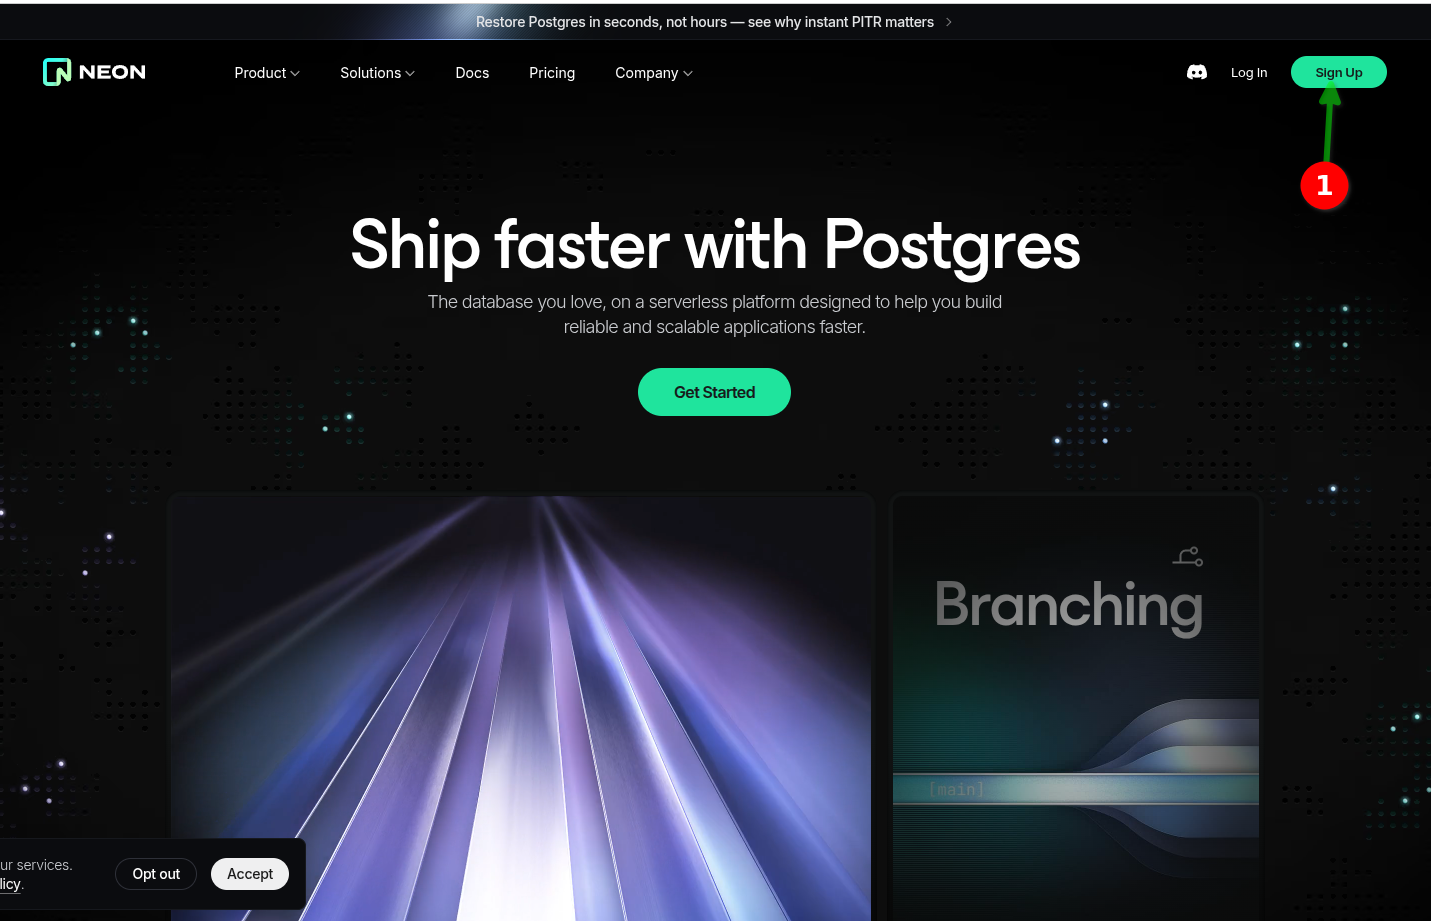 Restore Postgres in seconds, not hours — see why instant PITR matters
NEON
Product
Solutions
Docs
Pricing
Company
Log In
Sign Up
1
Ship faster with Postgres
The database you love, on a serverless platform designed to help you build
reliable and scalable applications faster.
Get Started
Branching
[main]
ur services.
licy.
Opt out
Accept